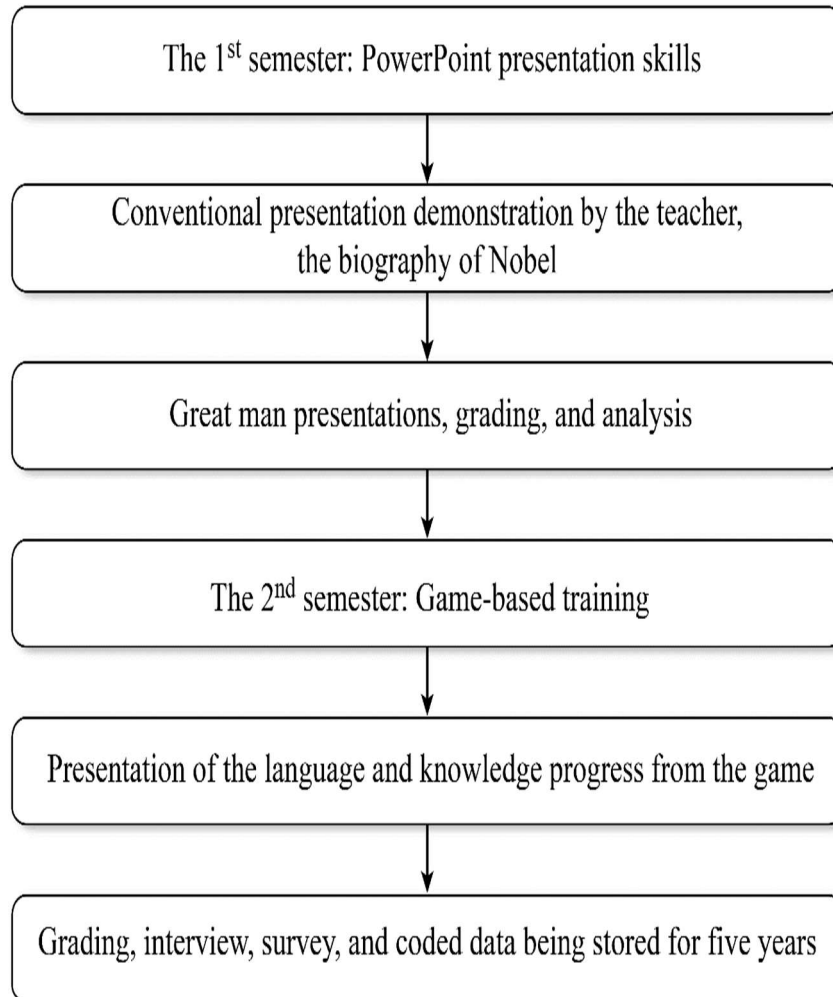 The 1st semester: PowerPoint presentation skills
Conventional presentation demonstration by the teacher,
the biography of Nobel
Great man presentations, grading, and analysis
The 2nd semester: Game-based training
Presentation of the language and knowledge progress from the game
Grading, interview, survey, and coded data being stored for five years